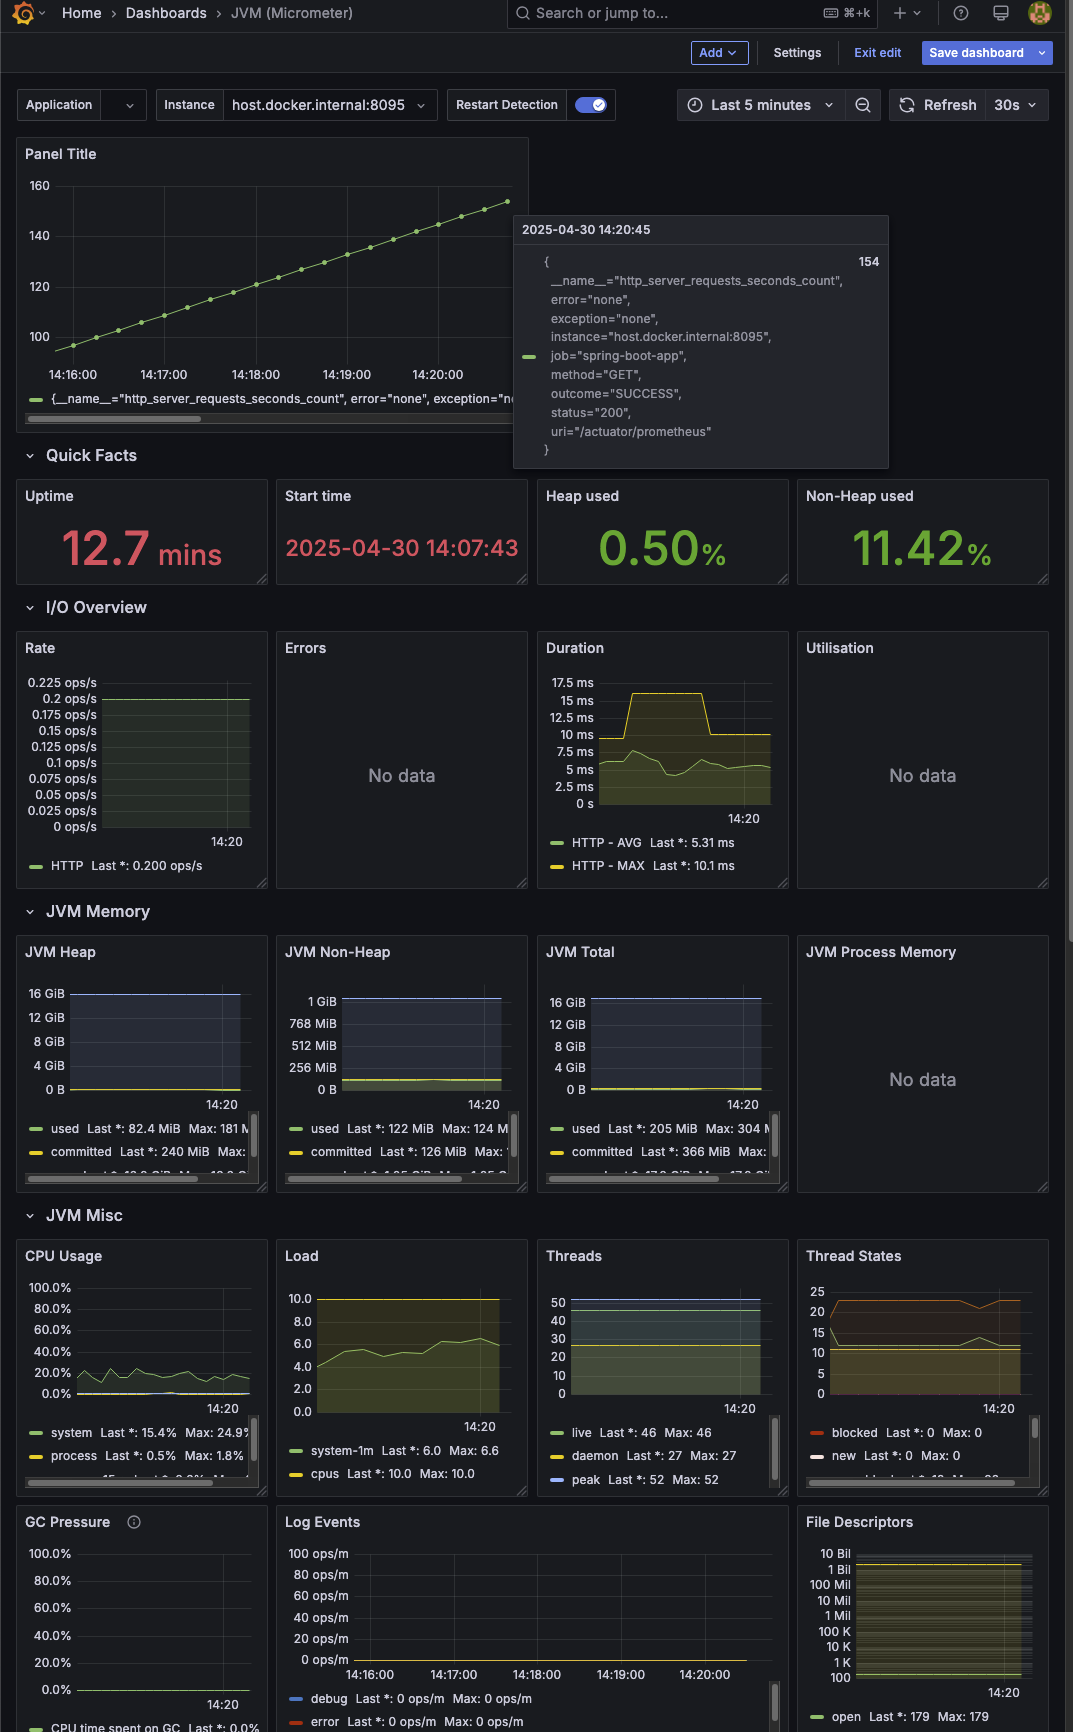 Home › Dashboards › JVM (Micrometer)
Search or jump to...
⌘+k
Add
Settings
Exit edit
Save dashboard
Application
Instance
host.docker.internal:8095
Restart Detection
Last 5 minutes
Refresh
30s
Panel Title
160
140
120
100
14:16:00 14:17:00 14:18:00 14:19:00 14:20:00
{__name__="http_server_requests_seconds_count", error="none", exception="n
2025-04-30 14:20:45
{ 154
__name__="http_server_requests_seconds_count",
error="none",
exception="none",
instance="host.docker.internal:8095",
job="spring-boot-app",
method="GET",
outcome="SUCCESS",
status="200",
uri="/actuator/prometheus"
}
Quick Facts
Uptime
12.7 mins
Start time
2025-04-30 14:07:43
Heap used
0.50%
Non-Heap used
11.42%
I/O Overview
Rate
0.225 ops/s
0.2 ops/s
0.175 ops/s
0.15 ops/s
0.125 ops/s
0.1 ops/s
0.075 ops/s
0.05 ops/s
0.025 ops/s
0 ops/s
14:20
HTTP Last *: 0.200 ops/s
Errors
No data
Duration
17.5 ms
15 ms
12.5 ms
10 ms
7.5 ms
5 ms
2.5 ms
0 s
14:20
HTTP - AVG Last *: 5.31 ms
HTTP - MAX Last *: 10.1 ms
Utilisation
No data
JVM Memory
JVM Heap
16 GiB
12 GiB
8 GiB
4 GiB
0 B
14:20
used Last *: 82.4 MiB Max: 181 M
committed Last *: 240 MiB Max:
JVM Non-Heap
1 GiB
768 MiB
512 MiB
256 MiB
0 B
14:20
used Last *: 122 MiB Max: 124 M
committed Last *: 126 MiB Max:
JVM Total
16 GiB
12 GiB
8 GiB
4 GiB
0 B
14:20
used Last *: 205 MiB Max: 304 M
committed Last *: 366 MiB Max:
JVM Process Memory
No data
JVM Misc
CPU Usage
100.0%
80.0%
60.0%
40.0%
20.0%
0.0%
14:20
system Last *: 15.4% Max: 24.9%
process Last *: 0.5% Max: 1.8%
Load
10.0
8.0
6.0
4.0
2.0
0.0
14:20
system-1m Last *: 6.0 Max: 6.6
cpus Last *: 10.0 Max: 10.0
Threads
50
40
30
20
10
0
14:20
live Last *: 46 Max: 46
daemon Last *: 27 Max: 27
peak Last *: 52 Max: 52
Thread States
25
20
15
10
5
0
14:20
blocked Last *: 0 Max: 0
new Last *: 0 Max: 0
GC Pressure
100.0%
80.0%
60.0%
40.0%
20.0%
0.0%
14:20
CPU time spent on GC Last *: 0.0%
Log Events
100 ops/m
80 ops/m
60 ops/m
40 ops/m
20 ops/m
0 ops/m
14:16:00 14:17:00 14:18:00 14:19:00 14:20:00
debug Last *: 0 ops/m Max: 0 ops/m
error Last *: 0 ops/m Max: 0 ops/m
File Descriptors
10 Bil
1 Bil
100 Mil
10 Mil
1 Mil
100 K
10 K
1 K
100
14:20
open Last *: 179 Max: 179